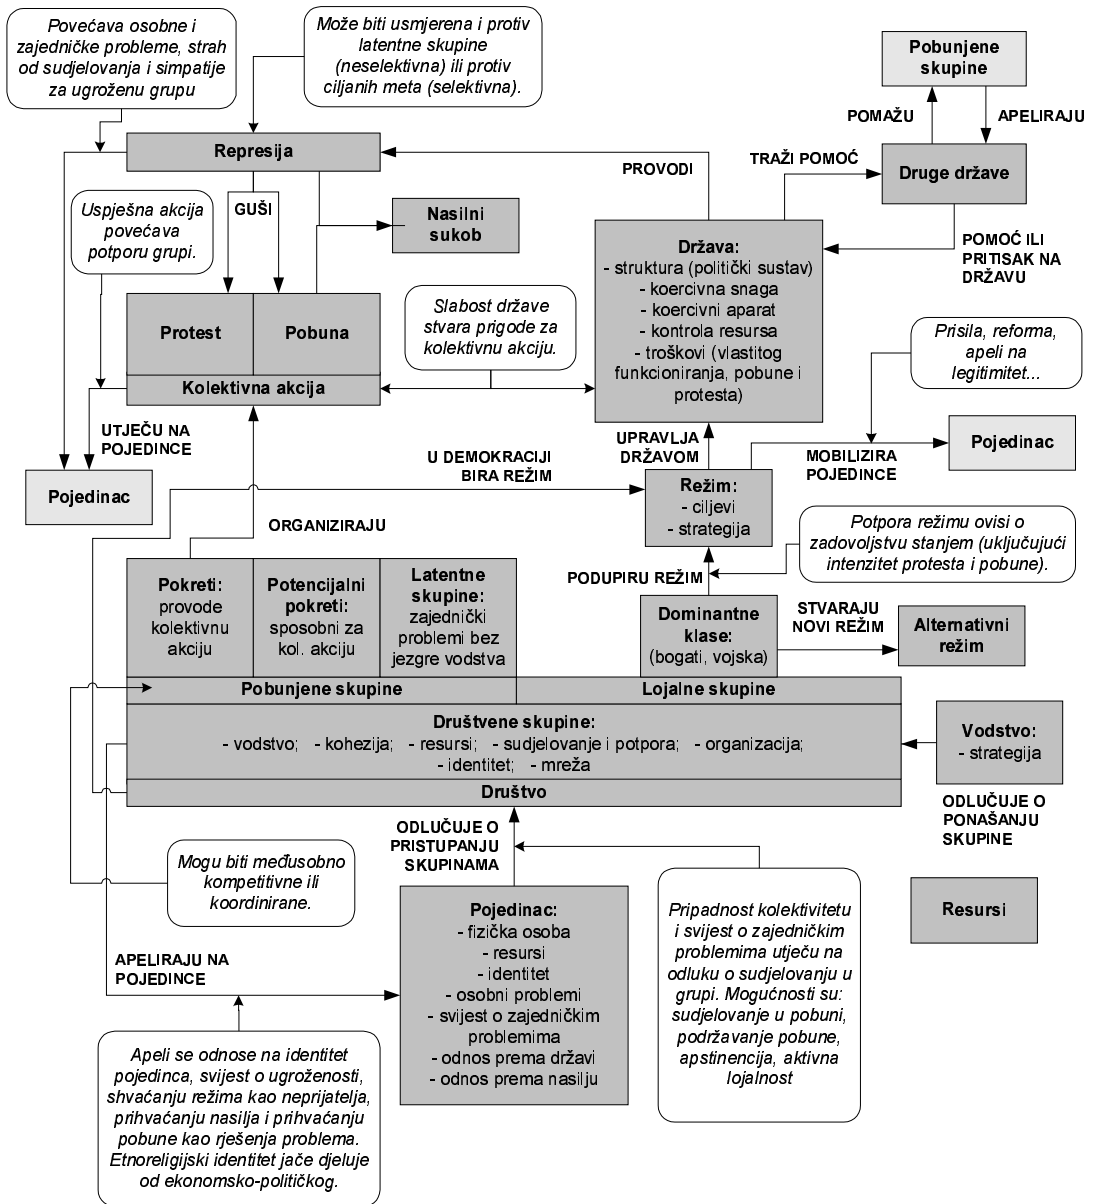 Povećava osobne i
zajedničke probleme, strah
od sudjelovanja i simpatije
za ugroženu grupu
Može biti usmjerena i protiv
latentne skupine
(neselektivna) ili protiv
ciljanih meta (selektivna).
Pobunjene
skupine
POMAŽU
APELIRAJU
Represija
PROVODI
TRAŽI POMOĆ
Druge države
Uspješna akcija
povećava
potporu grupi.
GUŠI
Nasilni
sukob
Država:
- struktura (politički sustav)
- koercivna snaga
- koercivni aparat
- kontrola resursa
- troškovi (vlastitog
funkcioniranja, pobune i
protesta)
POMOĆ ILI
PRITISAK NA
DRŽAVU
Protest
Pobuna
Kolektivna akcija
Slabost države
stvara prigode za
kolektivnu akciju.
Prisila, reforma,
apeli na
legitimitet...
UTJEČU NA
POJEDINCE
Pojedinac
U DEMOKRACIJI
BIRA REŽIM
UPRAVLJA
DRŽAVOM
MOBILIZIRA
POJEDINCE
Pojedinac
Režim:
- ciljevi
- strategija
ORGANIZIRAJU
Potpora režimu ovisi o
zadovoljstvu stanjem (uključujući
intenzitet protesta i pobune).
PODUPIRU REŽIM
Pokreti:
provode
kolektivnu
akciju
Potencijalni
pokreti:
sposobni za
kol. akciju
Latentne
skupine:
zajednički
problemi bez
jezgre vodstva
Dominantne
klase:
(bogati, vojska)
STVARAJU
NOVI REŽIM
Alternativni
režim
Pobunjene skupine
Lojalne skupine
Društvene skupine:
- vodstvo; - kohezija; - resursi; - sudjelovanje i potpora; - organizacija;
- identitet; - mreža
Društvo
Vodstvo:
- strategija
ODLUČUJE O
PONAŠANJU
SKUPINE
ODLUČUJE O
PRISTUPANJU
SKUPINAMA
Mogu biti međusobno
kompetitivne ili
koordinirane.
Resursi
APELIRAJU NA
POJEDINCE
Pojedinac:
- fizička osoba
- resursi
- identitet
- osobni problemi
- svijest o zajedničkim
problemima
- odnos prema državi
- odnos prema nasilju
Pripadnost kolektivitetu
i svijest o zajedničkim
problemima utječu na
odluku o sudjelovanju u
grupi. Mogućnosti su:
sudjelovanje u pobuni,
podržavanje pobune,
apstinencija, aktivna
lojalnost
Apeli se odnose na identitet
pojedinca, svijest o ugroženosti,
shvaćanju režima kao neprijatelja,
prihvaćanju nasilja i prihvaćanju
pobune kao rješenja problema.
Etnoreligijski identitet jače djeluje
od ekonomsko-političkog.